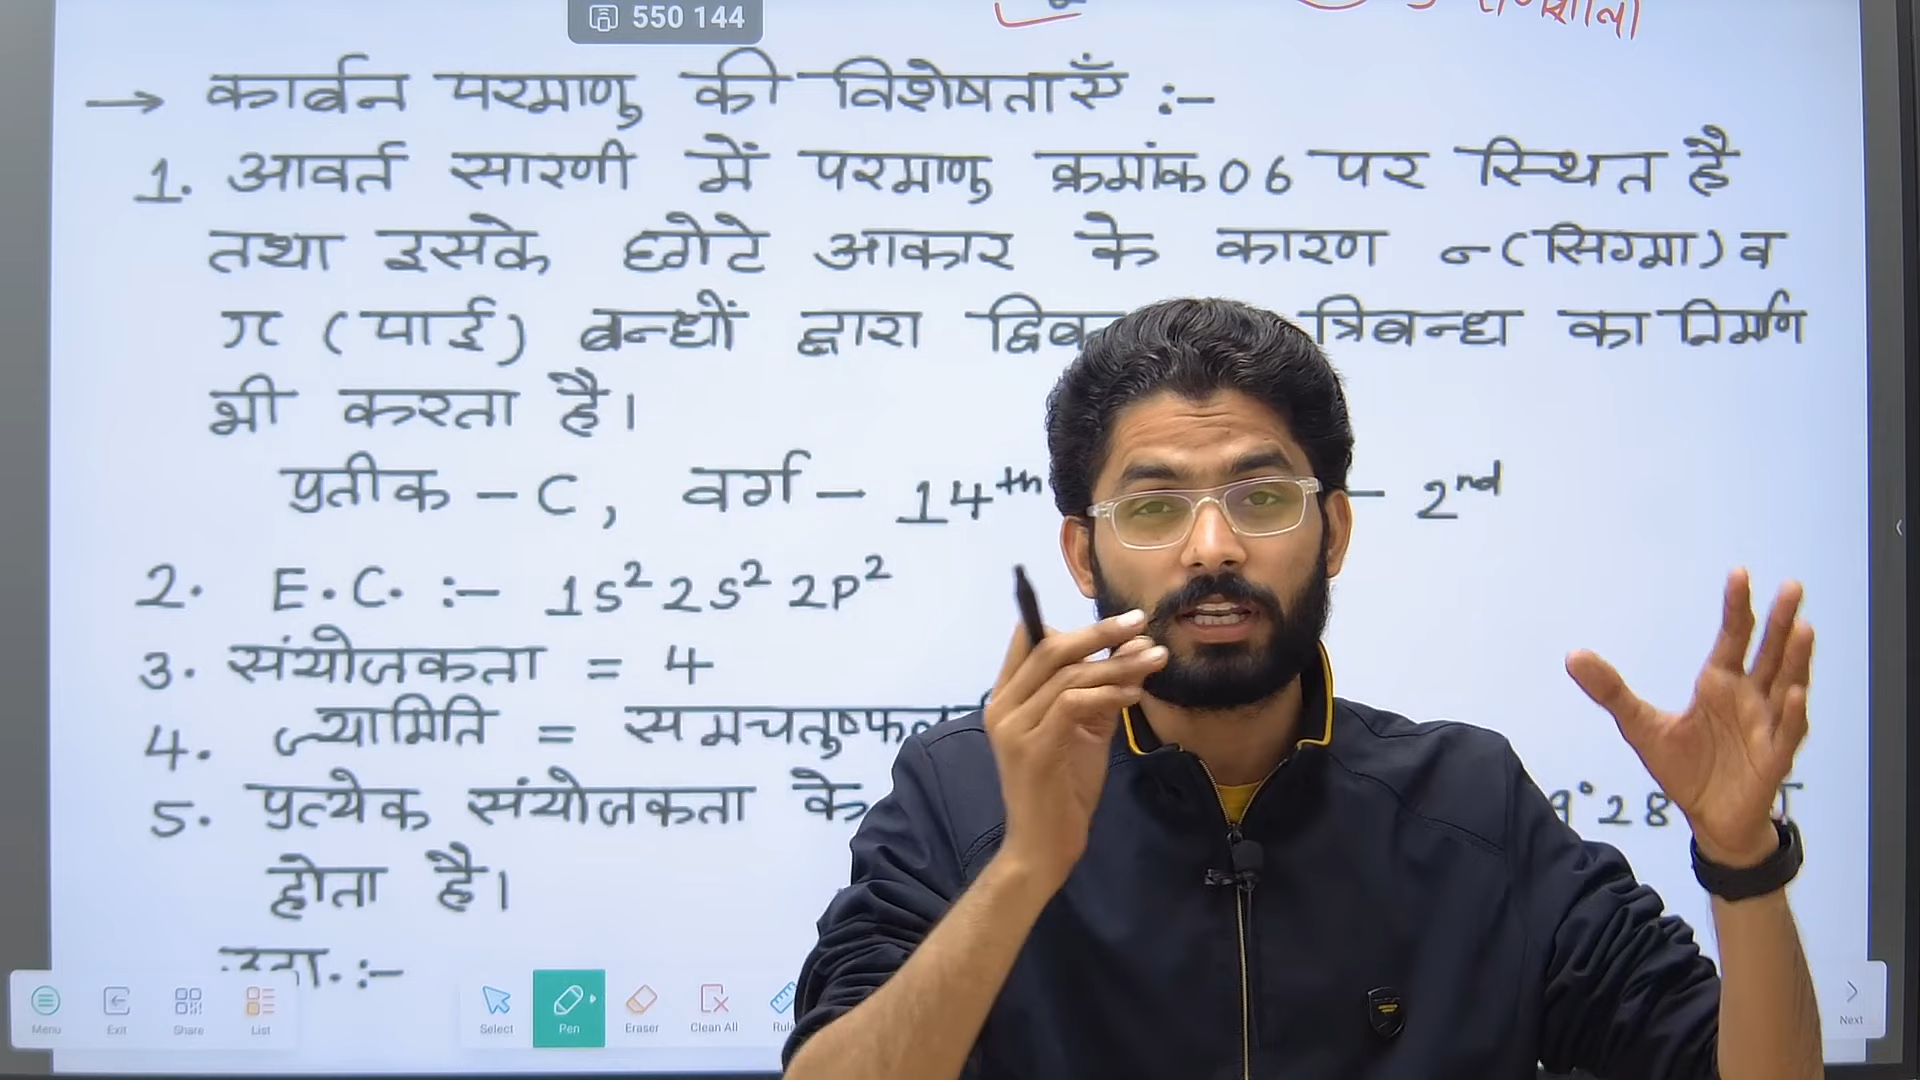 550 144
→ कार्बन परमाणु की विशेषताएँ :-
1. आवर्त सारणी में परमाणु क्रमांक 06 पर स्थित है
तथा इसके छोटे आकार के कारण σ (सिग्मा) व
π (पाई) बन्धों द्वारा त्रिबन्ध का निर्माण
भी करता है।
प्रतीक - C, वर्ग - 14th - 2nd
2. E.C. :- 1s² 2s² 2p²
3. संयोजकता = 4
4. ज्यामिति =
5. प्रत्येक संयोजकता के 28
होता है।
उदा. :-
Menu Exit Share List Select Pen Eraser Clean All Next